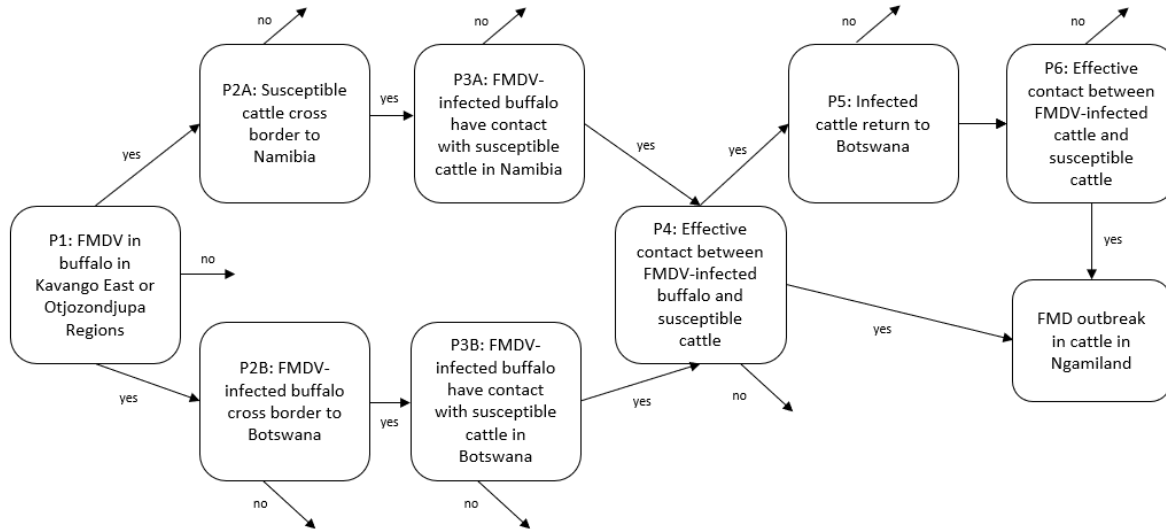 no
no
no
no
P2A: Susceptible
cattle cross
border to
Namibia
yes
P3A: FMDV-
infected buffalo
have contact
with susceptible
cattle in Namibia
P5: Infected
cattle return to
Botswana
P6: Effective
contact between
FMDV-infected
cattle and
susceptible
cattle
yes
yes
yes
P1: FMDV in
buffalo in
Kavango East or
Otjozondjupa
Regions
no
P4: Effective
contact between
FMDV-infected
buffalo and
susceptible
cattle
yes
yes
FMD outbreak
in cattle in
Ngamiland
yes
P2B: FMDV-
infected buffalo
cross border to
Botswana
yes
P3B: FMDV-
infected buffalo
have contact
with susceptible
cattle in
Botswana
yes
no
no
no